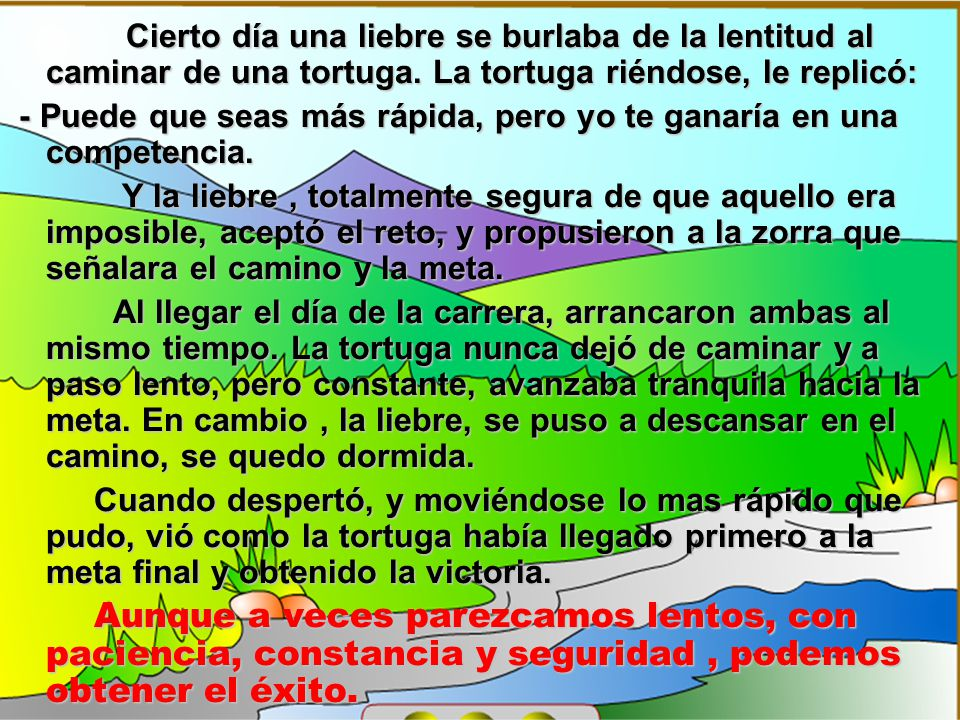 Cierto día una liebre se burlaba de la lentitud al
caminar de una tortuga. La tortuga riéndose, le replicó:
- Puede que seas más rápida, pero yo te ganaría en una
competencia.
Y la liebre , totalmente segura de que aquello era
imposible, aceptó el reto, y propusieron a la zorra que
señalara el camino y la meta.
Al llegar el día de la carrera, arrancaron ambas al
mismo tiempo. La tortuga nunca dejó de caminar y a
paso lento, pero constante, avanzaba tranquila hacia la
meta. En cambio , la liebre, se puso a descansar en el
camino, se quedo dormida.
Cuando despertó, y moviéndose lo mas rápido que
pudo, vió como la tortuga había llegado primero a la
meta final y obtenido la victoria.
Aunque a veces parezcamos lentos, con
paciencia, constancia y seguridad , podemos
obtener el éxito.